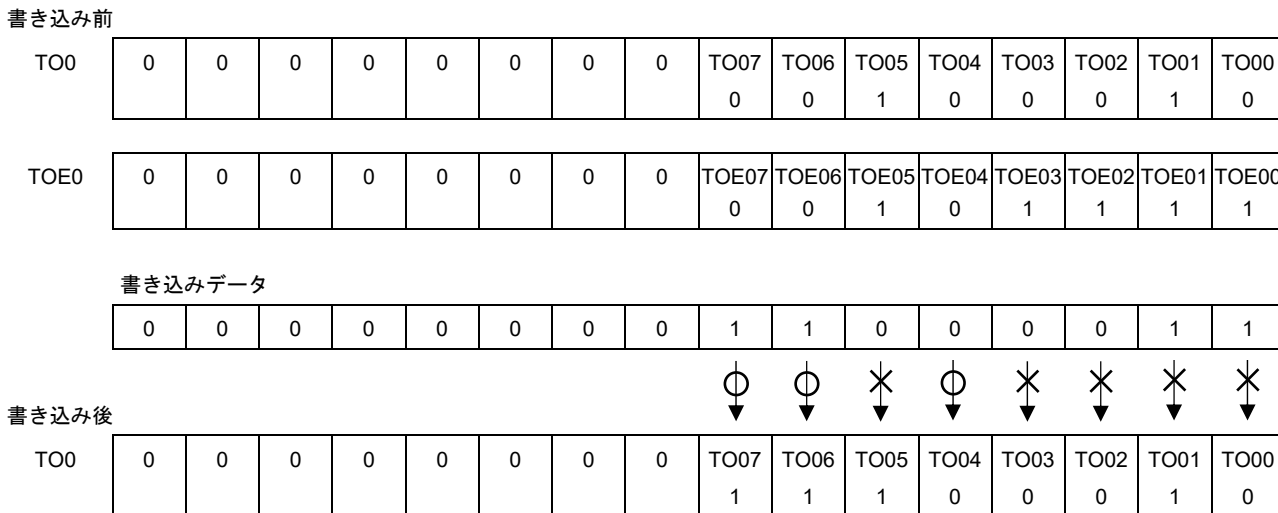 書き込み前
TO0 0 0 0 0 0 0 0 0 TO07 TO06 TO05 TO04 TO03 TO02 TO01 TO00
0 0 1 0 0 0 1 0
TOE0 0 0 0 0 0 0 0 0 TOE07 TOE06 TOE05 TOE04 TOE03 TOE02 TOE01 TOE00
0 0 1 0 1 1 1 1
書き込みデータ
0 0 0 0 0 0 0 0 1 1 0 0 0 0 1 1
書き込み後
TO0 0 0 0 0 0 0 0 0 TO07 TO06 TO05 TO04 TO03 TO02 TO01 TO00
1 1 1 0 0 0 1 0